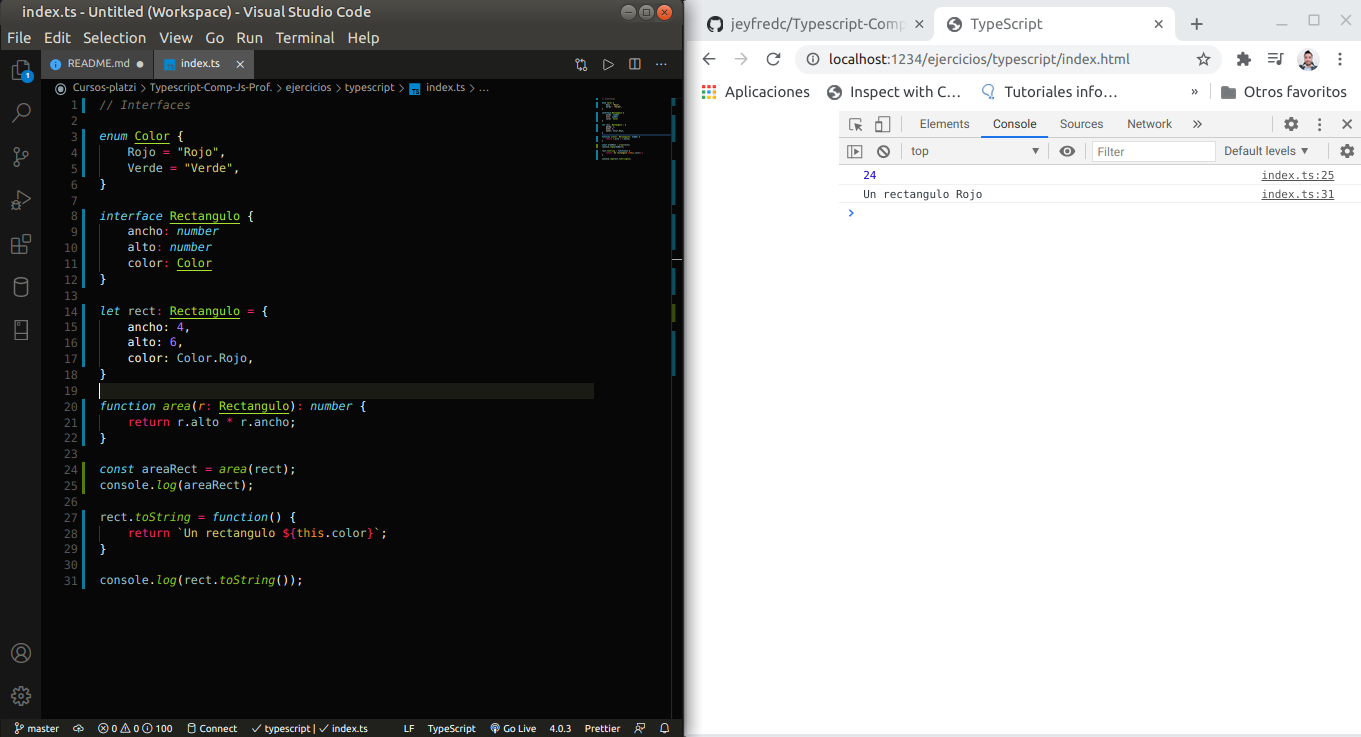 index.ts - Untitled (Workspace) - Visual Studio Code
File Edit Selection View Go Run Terminal Help
README.md index.ts
Cursos-platzi > Typescript-Comp-Js-Prof. > ejercicios > typescript > index.ts > ...
1 // Interfaces
2
3 enum Color {
4 Rojo = "Rojo",
5 Verde = "Verde",
6 }
7
8 interface Rectangulo {
9 ancho: number
10 alto: number
11 color: Color
12 }
13
14 let rect: Rectangulo = {
15 ancho: 4,
16 alto: 6,
17 color: Color.Rojo,
18 }
19
20 function area(r: Rectangulo): number {
21 return r.alto * r.ancho;
22 }
23
24 const areaRect = area(rect);
25 console.log(areaRect);
26
27 rect.toString = function() {
28 return `Un rectangulo ${this.color}`;
29 }
30
31 console.log(rect.toString());
1
master 0 0 100 Connect typescript | index.ts LF TypeScript Go Live 4.0.3 Prettier
jeyfredc/Typescript-Comp TypeScript
localhost:1234/ejercicios/typescript/index.html
Aplicaciones Inspect with C... Tutoriales info... » Otros favoritos
Elements Console Sources Network »
top Filter Default levels
24 index.ts:25
Un rectangulo Rojo index.ts:31
>